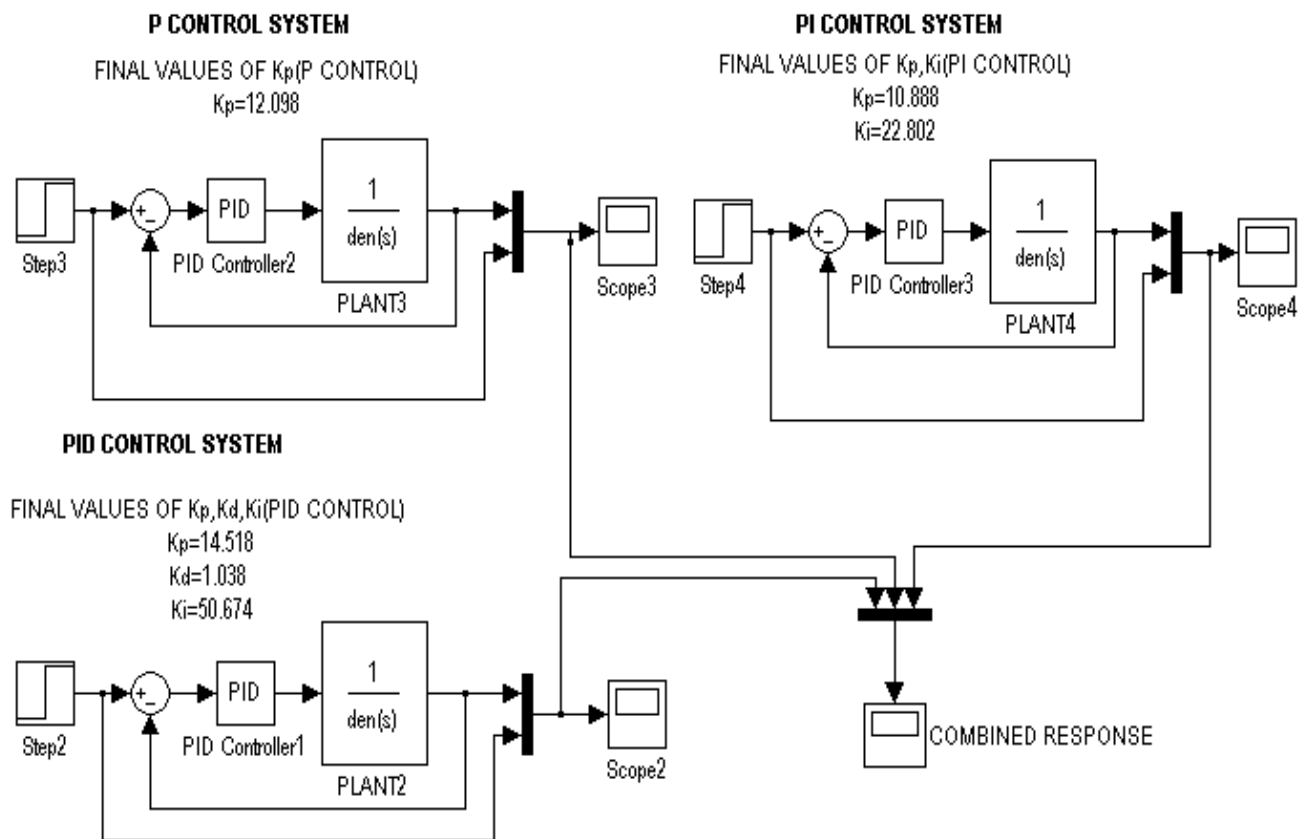 P CONTROL SYSTEM
FINAL VALUES OF Kp(P CONTROL)
Kp=12.098
Step3
+
−
PID
PID Controller2
1
den(s)
PLANT3
Scope3
PI CONTROL SYSTEM
FINAL VALUES OF Kp,Ki(PI CONTROL)
Kp=10.888
Ki=22.802
Step4
+
−
PID
PID Controller3
1
den(s)
PLANT4
Scope4
PID CONTROL SYSTEM
FINAL VALUES OF Kp,Kd,Ki(PID CONTROL)
Kp=14.518
Kd=1.038
Ki=50.674
Step2
+
−
PID
PID Controller1
1
den(s)
PLANT2
Scope2
COMBINED RESPONSE